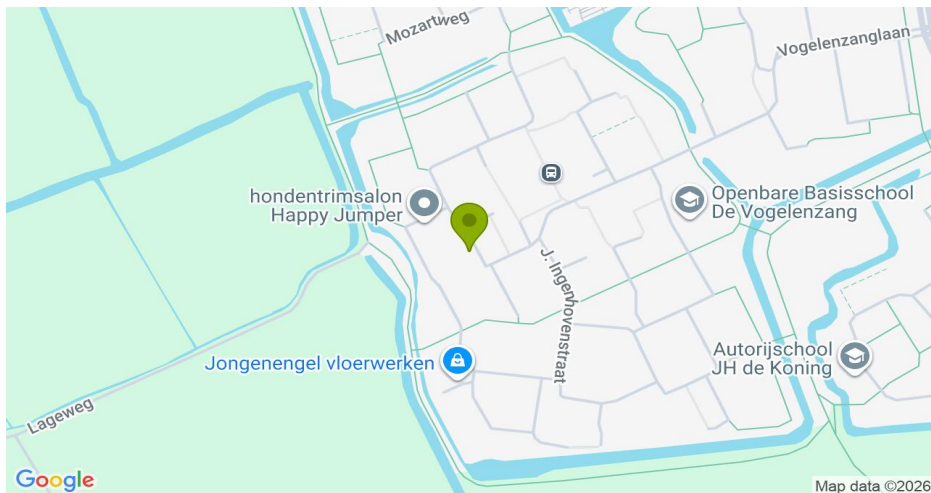 Mozartweg
Vogelenzanglaan
hondentrimsalon
Happy Jumper
Openbare Basisschool
De Vogelenzang
J. Ingenhovenstraat
Jongenengel vloerwerken
Autorijschool
JH de Koning
Lageweg
Google
Map data ©2026